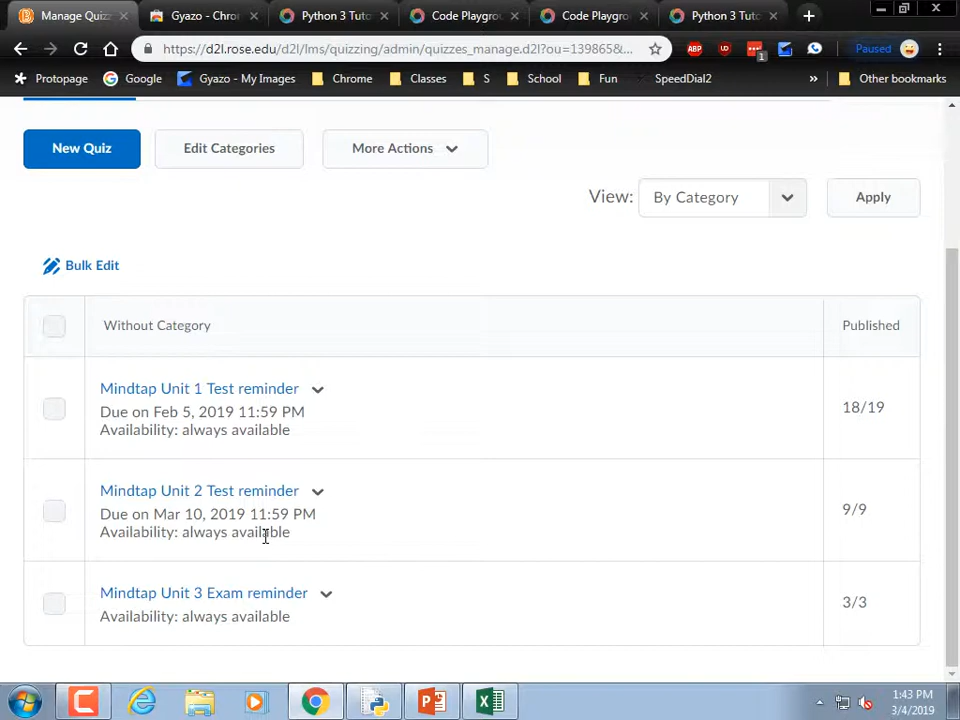 Manage Quiz
Gyazo - Chro
Python 3 Tuto
Code Playgrou
Code Playgro
Python 3 Tuto
https://d2l.rose.edu/d2l/lms/quizzing/admin/quizzes_manage.d2l?ou=139865&...
ABP
1
Paused
Protopage
Google
Gyazo - My Images
Chrome
Classes
S
School
Fun
SpeedDial2
»
Other bookmarks
New Quiz
Edit Categories
More Actions
View:
By Category
Apply
Bulk Edit
Without Category
Published
Mindtap Unit 1 Test reminder
Due on Feb 5, 2019 11:59 PM
Availability: always available
18/19
Mindtap Unit 2 Test reminder
Due on Mar 10, 2019 11:59 PM
Availability: always available
9/9
Mindtap Unit 3 Exam reminder
Availability: always available
3/3
1:43 PM
3/4/2019